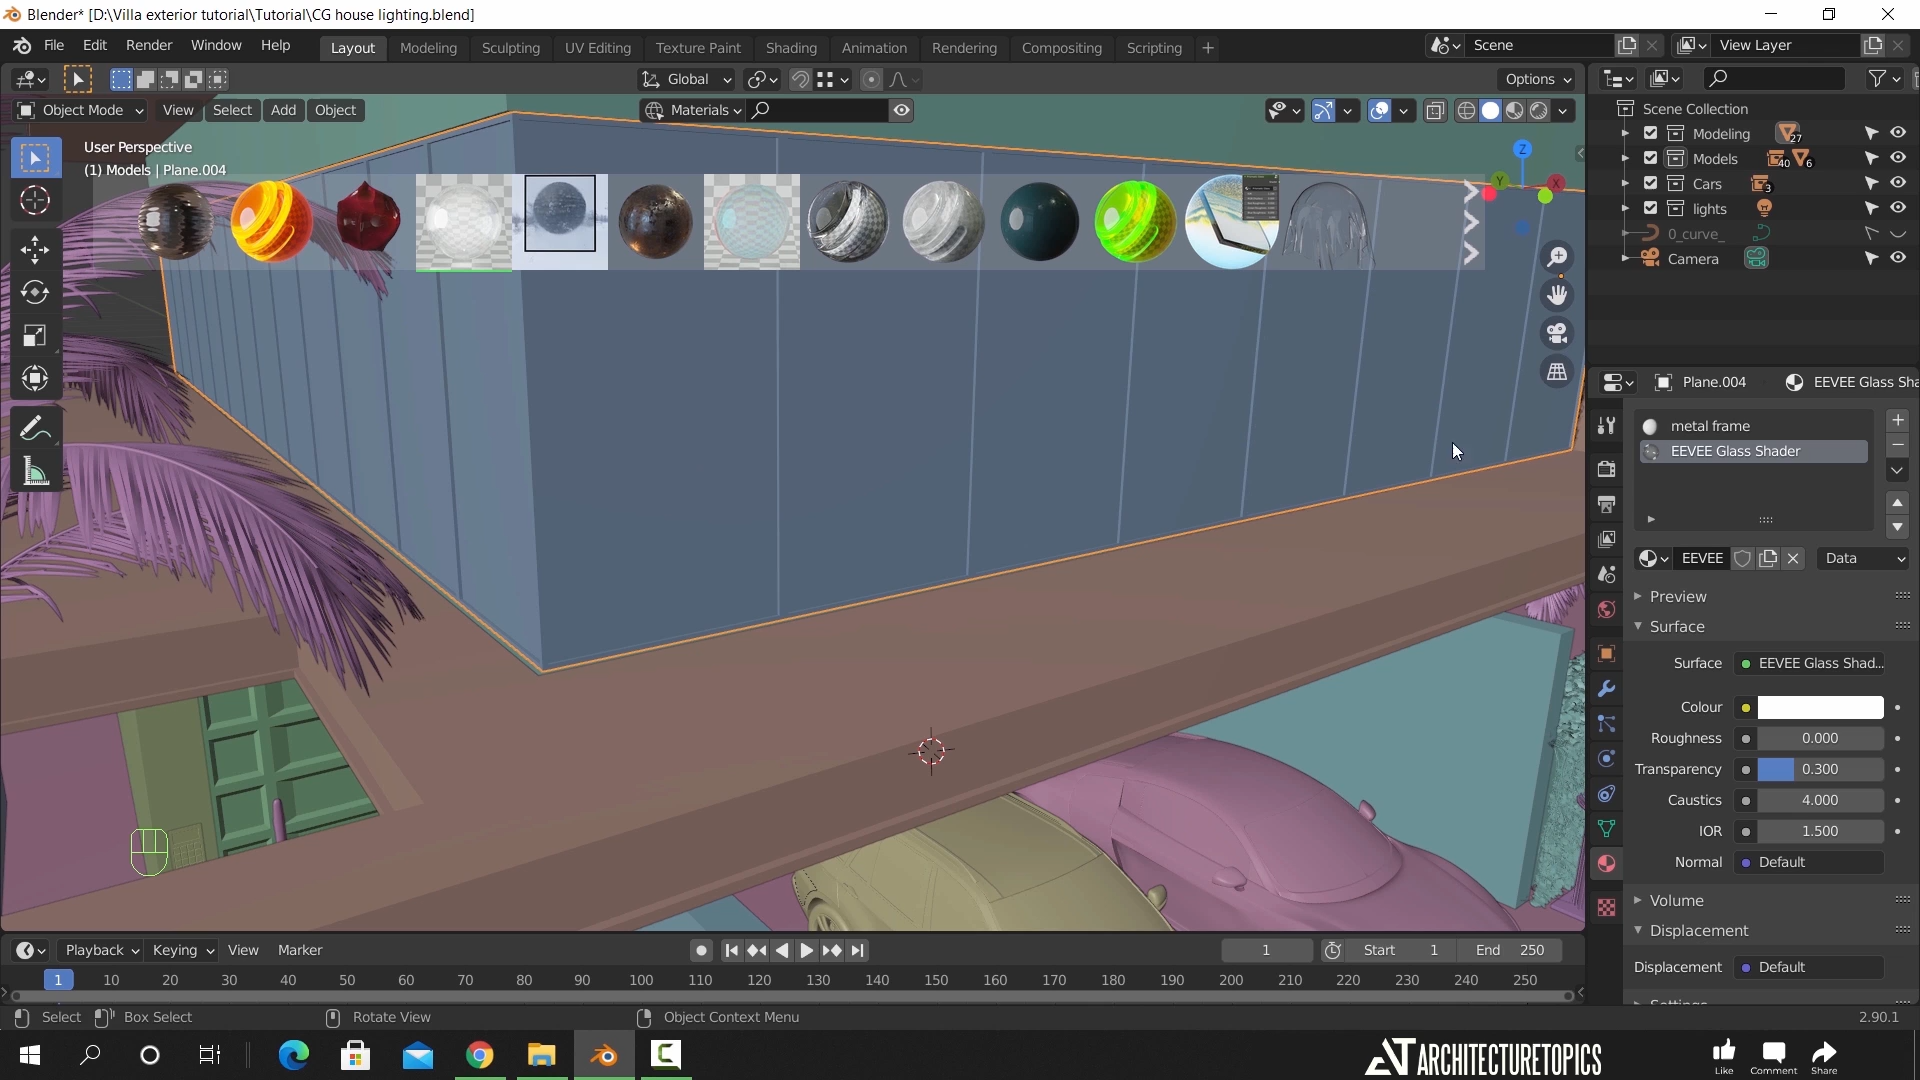 Blender* [D:\Villa exterior tutorial\Tutorial\CG house lighting.blend]
File Edit Render Window Help
Layout Modeling Sculpting UV Editing Texture Paint Shading Animation Rendering Compositing Scripting +
Scene View Layer
Global Options
Object Mode View Select Add Object Materials
User Perspective
(1) Models | Plane.004
Z
Y
X
Scene Collection
Modeling 27
Models 40 6
Cars 3
lights
0_curve_
Camera
Plane.004 EEVEE Glass Sha
metal frame
EEVEE Glass Shader
EEVEE Data
Preview
Surface
Surface EEVEE Glass Shad...
Colour
Roughness 0.000
Transparency 0.300
Caustics 4.000
IOR 1.500
Normal Default
Volume
Displacement
Displacement Default
Settings
Playback Keying View Marker 1 Start 1 End 250
1 10 20 30 40 50 60 70 80 90 100 110 120 130 140 150 160 170 180 190 200 210 220 230 240 250
Select Box Select Rotate View Object Context Menu 2.90.1
ARCHITECTURETOPICS
Like Comment Share